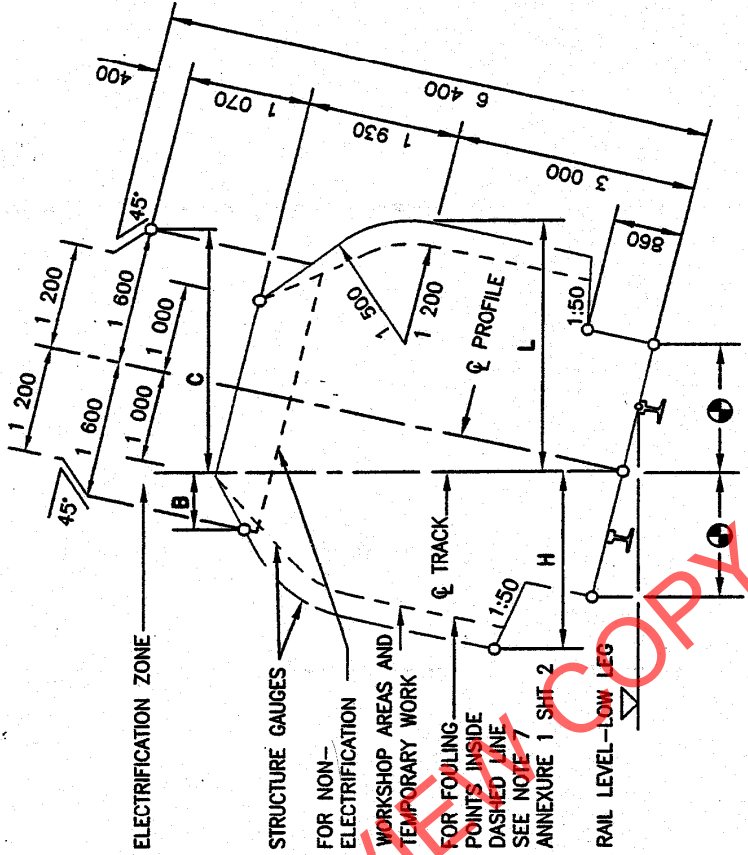 1 200
1 200
1 600
1 600
1 000
1 000
45°
45°
400
1 070
1 930
6 400
3 000
860
C
B
ELECTRIFICATION ZONE
STRUCTURE GAUGES
FOR NON-
ELECTRIFICATION
WORKSHOP AREAS AND
TEMPORARY WORK
FOR FOULING
POINTS INSIDE
DASHED LINE
SEE NOTE 7
ANNEXURE 1 SHT 2
RAIL LEVEL-LOW LEG
1 500
1 200
L
℄ PROFILE
℄ TRACK
H
1:50
1:50
VIEW COPY